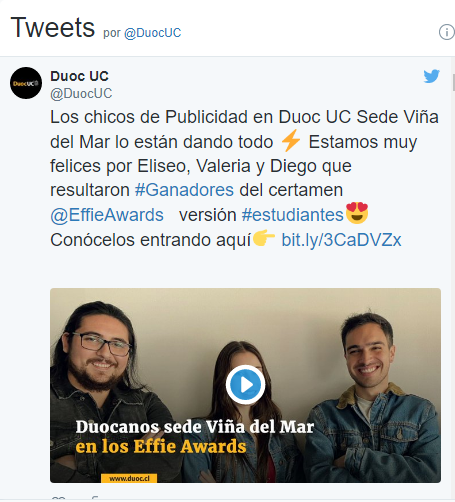 Tweets por @DuocUC
DuocUC
Duoc UC
@DuocUC
Los chicos de Publicidad en Duoc UC Sede Viña
del Mar lo están dando todo ⚡ Estamos muy
felices por Eliseo, Valeria y Diego que
resultaron #Ganadores del certamen
@EffieAwards versión #estudiantes😍
Conócelos entrando aquí👉 bit.ly/3CaDVZx
Duocanos sede Viña del Mar
en los Effie Awards
www.duoc.cl